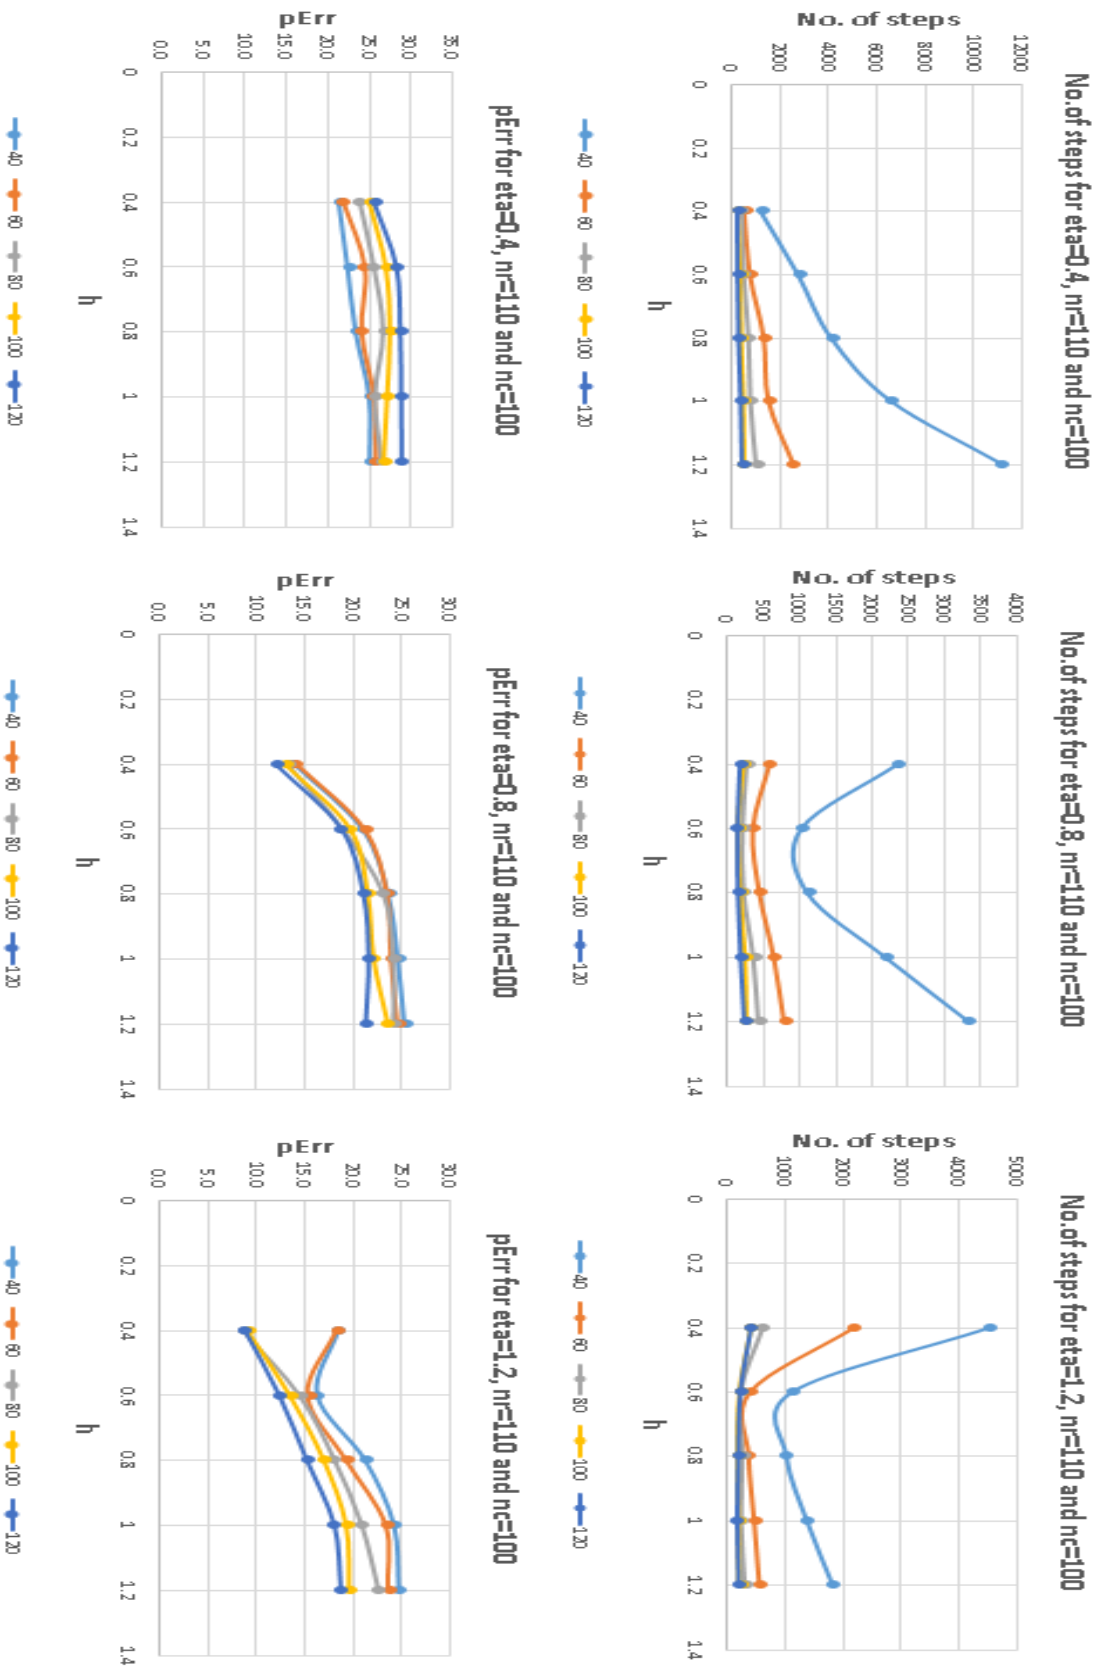 No.of steps for eta=0.4, nr=110 and nc=100
No. of steps
12000
10000
8000
6000
4000
2000
0
0 0.2 0.4 0.6 0.8 1 1.2 1.4
h
40 60 80 100 120
No.of steps for eta=0.8, nr=110 and nc=100
No. of steps
4000
3500
3000
2500
2000
1500
1000
500
0
0 0.2 0.4 0.6 0.8 1 1.2 1.4
h
40 60 80 100 120
No.of steps for eta=1.2, nr=110 and nc=100
No. of steps
5000
4000
3000
2000
1000
0
0 0.2 0.4 0.6 0.8 1 1.2 1.4
h
40 60 80 100 120
pErr for eta=0.4, nr=110 and nc=100
pErr
35.0
30.0
25.0
20.0
15.0
10.0
5.0
0.0
0 0.2 0.4 0.6 0.8 1 1.2 1.4
h
40 60 80 100 120
pErr for eta=0.8, nr=110 and nc=100
pErr
30.0
25.0
20.0
15.0
10.0
5.0
0.0
0 0.2 0.4 0.6 0.8 1 1.2 1.4
h
40 60 80 100 120
pErr for eta=1.2, nr=110 and nc=100
pErr
30.0
25.0
20.0
15.0
10.0
5.0
0.0
0 0.2 0.4 0.6 0.8 1 1.2 1.4
h
40 60 80 100 120